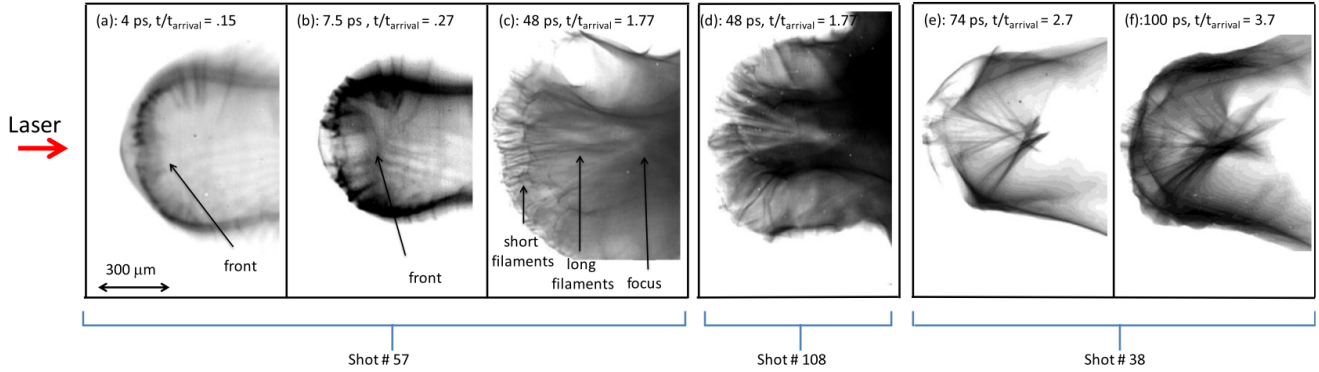 (a): 4 ps, t/tarrival = .15
(b): 7.5 ps , t/tarrival = .27
(c): 48 ps, t/tarrival = 1.77
(d): 48 ps, t/tarrival = 1.77
(e): 74 ps, t/tarrival = 2.7
(f):100 ps, t/tarrival = 3.7
Laser
front
300 μm
front
short
filaments
long
filaments
focus
Shot # 57
Shot # 108
Shot # 38